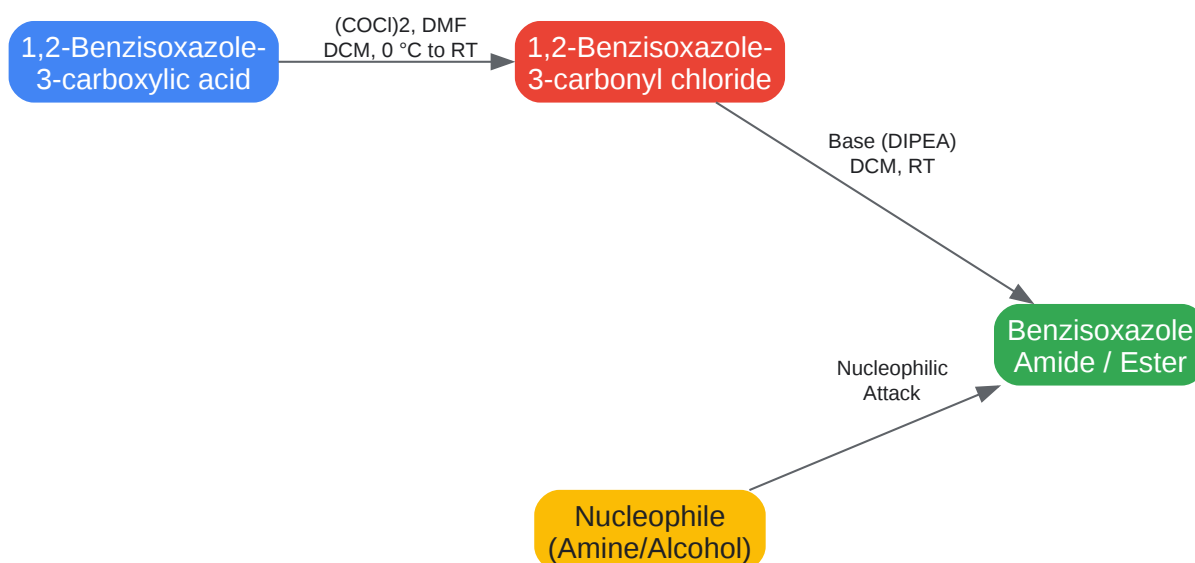 1,2-Benzisoxazole-
3-carboxylic acid
(COCl)2, DMF
DCM, 0 °C to RT
1,2-Benzisoxazole-
3-carbonyl chloride
Base (DIPEA)
DCM, RT
Benzisoxazole
Amide / Ester
Nucleophilic
Attack
Nucleophile
(Amine/Alcohol)